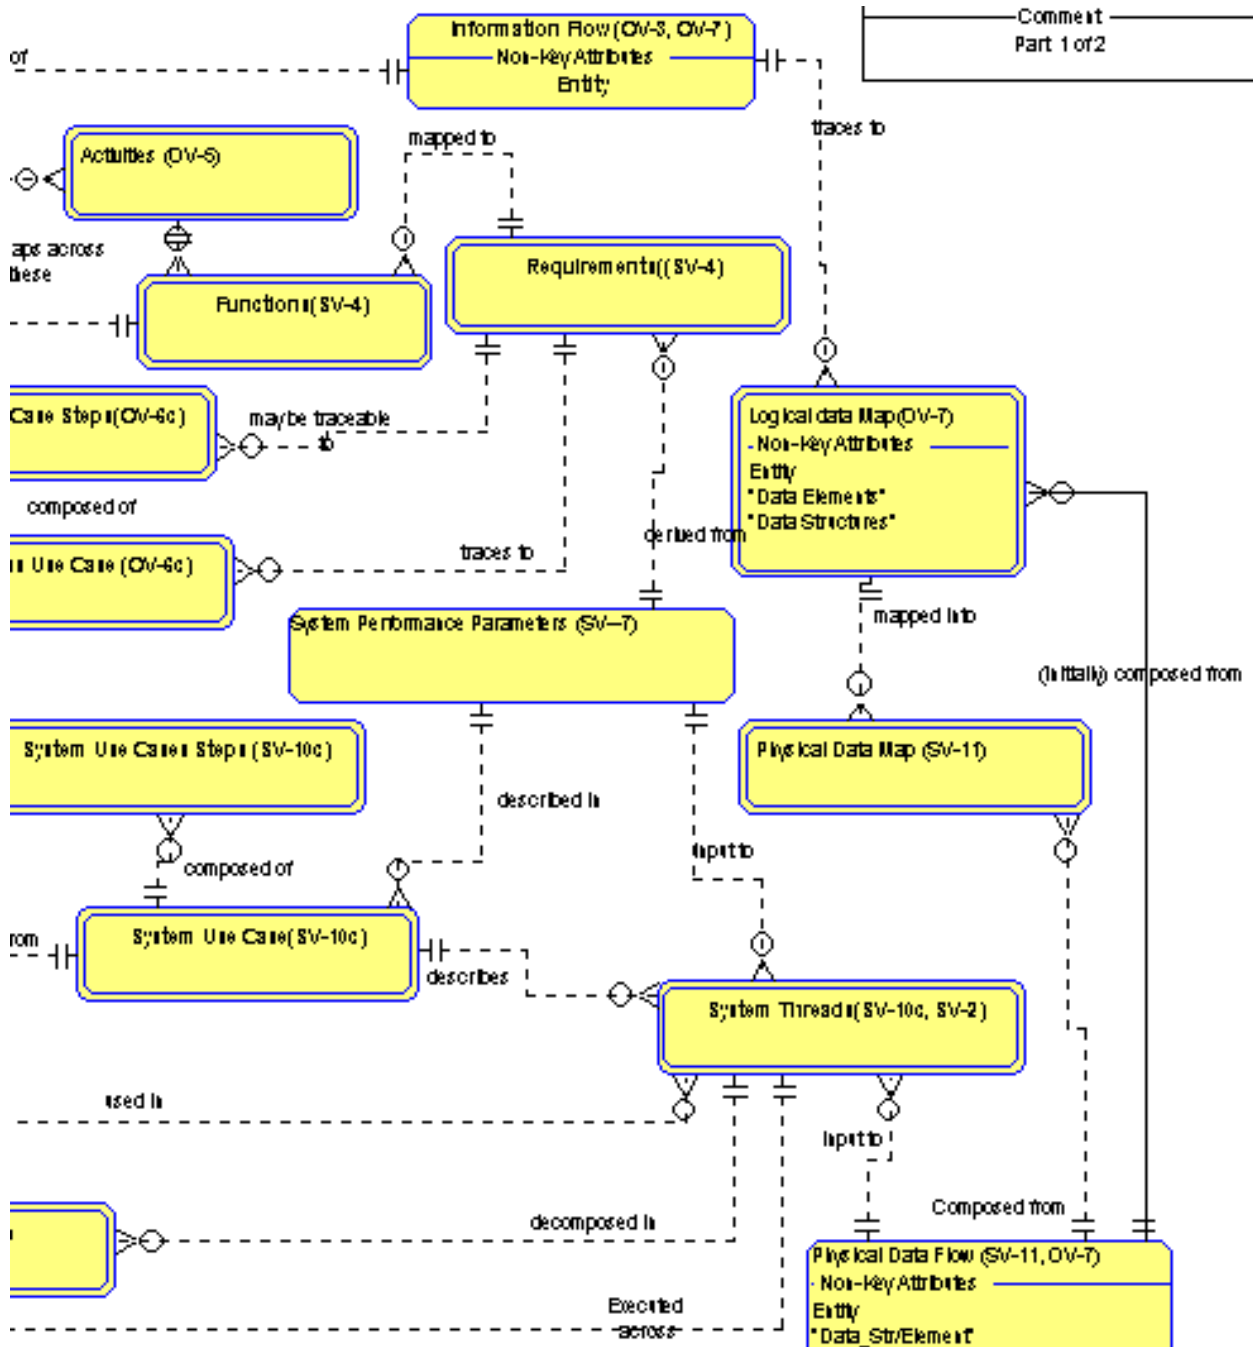 Comment
Part 1 of 2
Information Flow (OV-3, OV-7)
Non-Key Attributes
Entity
of
traces to
mapped to
Activities (OV-5)
Requirements((SV-4)
aps across
these
Functions(SV-4)
Case Steps(OV-6c)
may be traceable
to
Logical data Map(OV-7)
Non-Key Attributes
Entity
"Data Elements"
"Data Structures"
composed of
derived from
traces to
n Use Case (OV-6c)
mapped into
System Performance Parameters (SV-7)
(Initially) composed from
System Use Cases Steps (SV-10c)
Physical Data Map (SV-11)
described in
input to
composed of
rom
System Use Case(SV-10c)
describes
System Threads(SV-10c, SV-2)
used in
input to
decomposed in
Composed from
Physical Data Flow (SV-11, OV-7)
Non-Key Attributes
Entity
"Data_Str/Element"
Executed
across